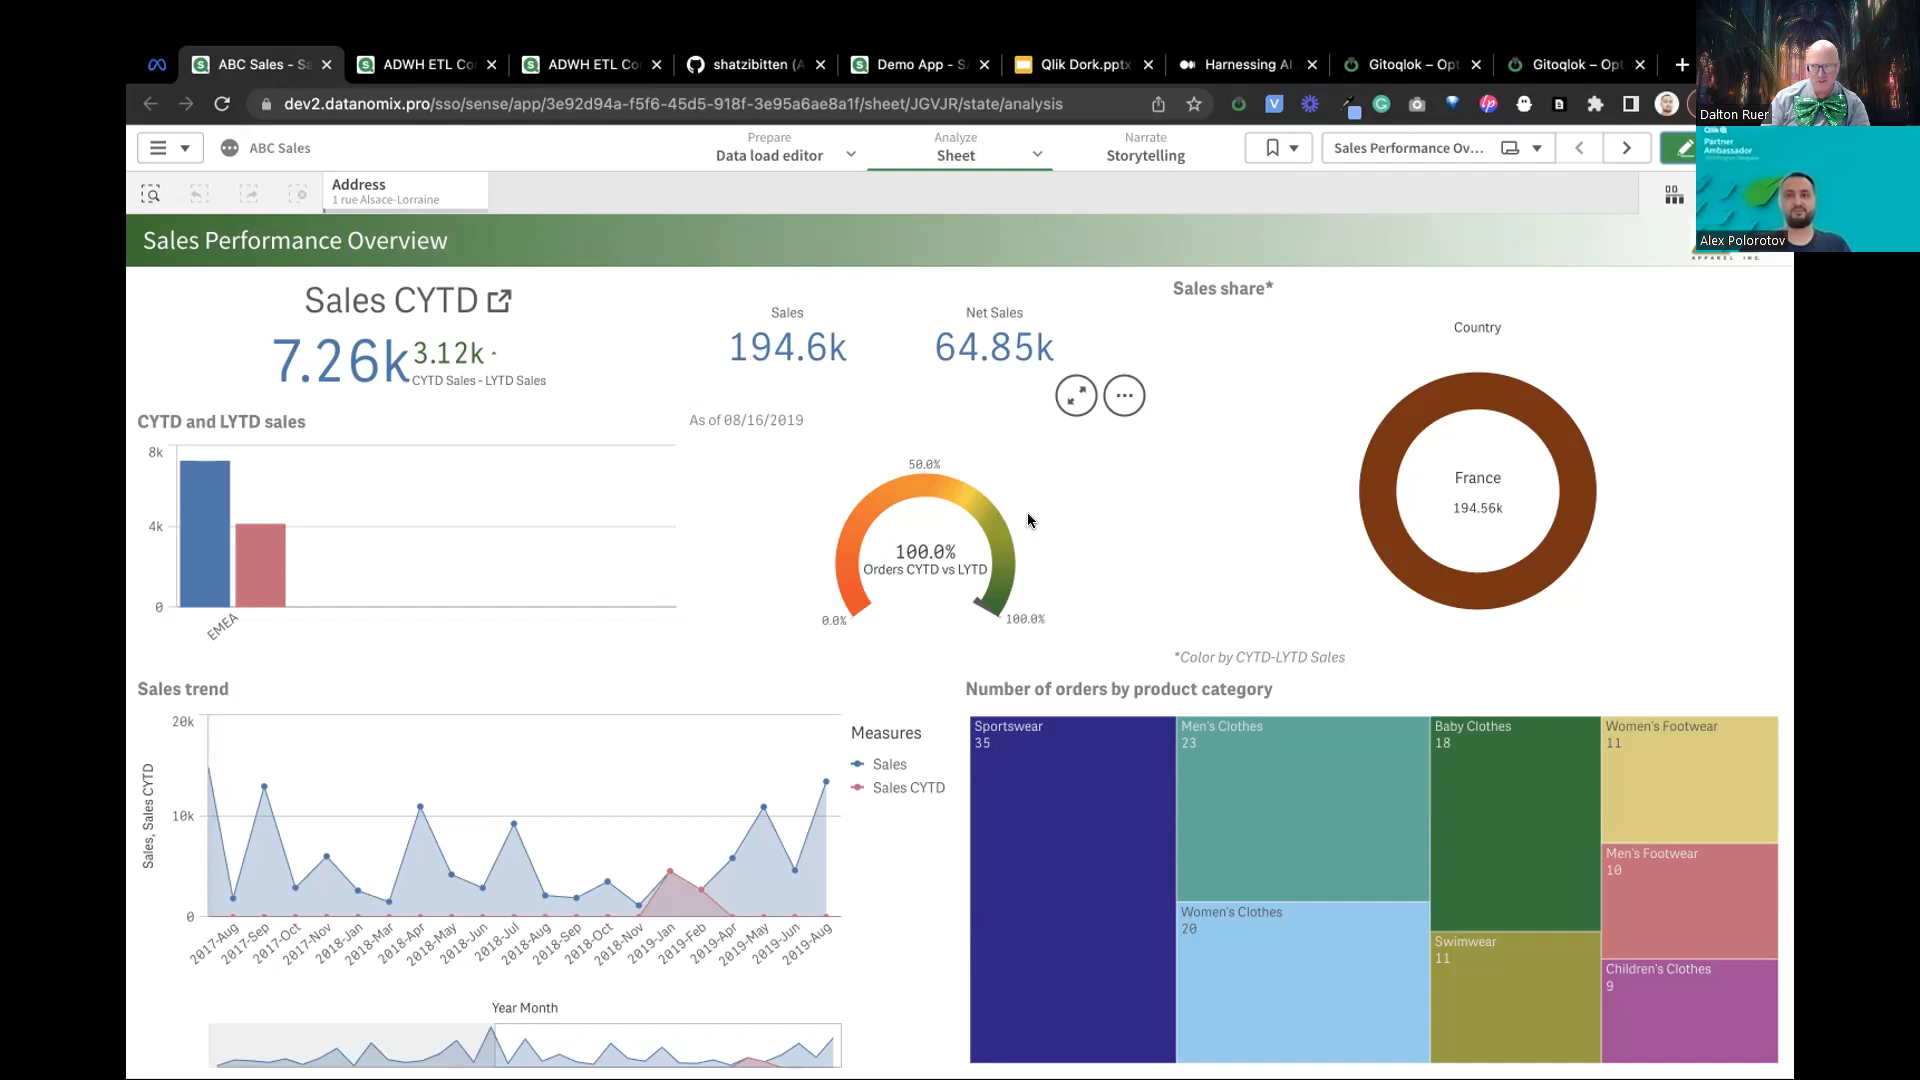 ABC Sales - Sa
ADWH ETL Co
ADWH ETL Co
shatzibitten (A
Demo App - S
Qlik Dork.pptx
Harnessing AI
Gitoqlok – Opt
Gitoqlok – Opt
dev2.datanomix.pro/sso/sense/app/3e92d94a-f5f6-45d5-918f-3e95a6ae8a1f/sheet/JGVJR/state/analysis
Dalton Ruer
Qlik
Partner
Ambassador
Alex Polorotov
ABC Sales
Prepare
Data load editor
Analyze
Sheet
Narrate
Storytelling
Sales Performance Ov...
Address
1 rue Alsace-Lorraine
Sales Performance Overview
APPAREL INC.
Sales CYTD
7.26k
3.12k
CYTD Sales - LYTD Sales
Sales
194.6k
Net Sales
64.85k
Sales share*
Country
France
194.56k
*Color by CYTD-LYTD Sales
CYTD and LYTD sales
8k
4k
0
EMEA
As of 08/16/2019
50.0%
100.0%
Orders CYTD vs LYTD
0.0%
100.0%
Sales trend
Sales, Sales CYTD
20k
10k
0
2017-Aug
2017-Sep
2017-Oct
2017-Nov
2018-Jan
2018-Mar
2018-Apr
2018-May
2018-Jun
2018-Jul
2018-Aug
2018-Sep
2018-Oct
2018-Nov
2019-Jan
2019-Feb
2019-Apr
2019-May
2019-Jun
2019-Aug
Year Month
Measures
Sales
Sales CYTD
Number of orders by product category
Sportswear
35
Men's Clothes
23
Women's Clothes
20
Baby Clothes
18
Swimwear
11
Women's Footwear
11
Men's Footwear
10
Children's Clothes
9